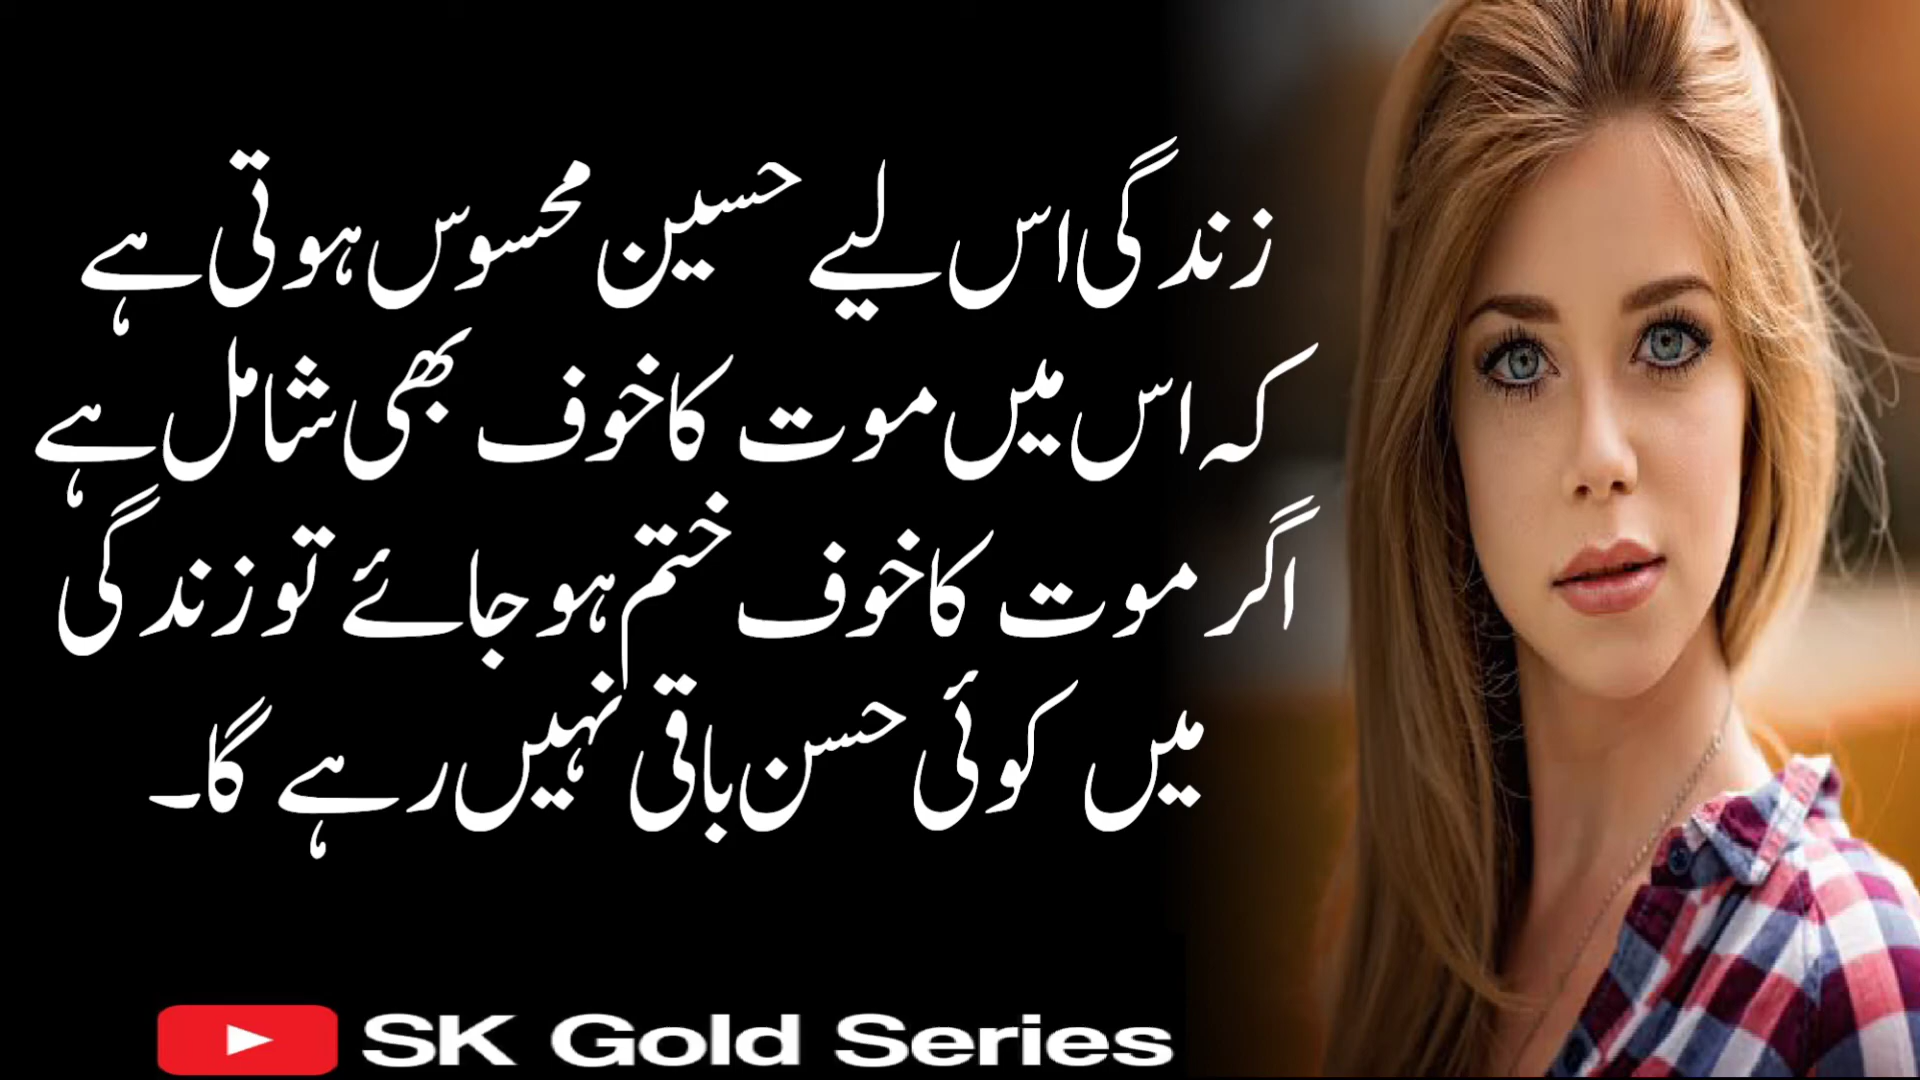 زندگی اس لیے حسین محسوس ہوتی ہے
کہ اس میں موت کا خوف بھی شامل ہے
اگر موت کا خوف ختم ہو جائے تو زندگی
میں کوئی حسن باقی نہیں رہے گا۔
SK Gold Series